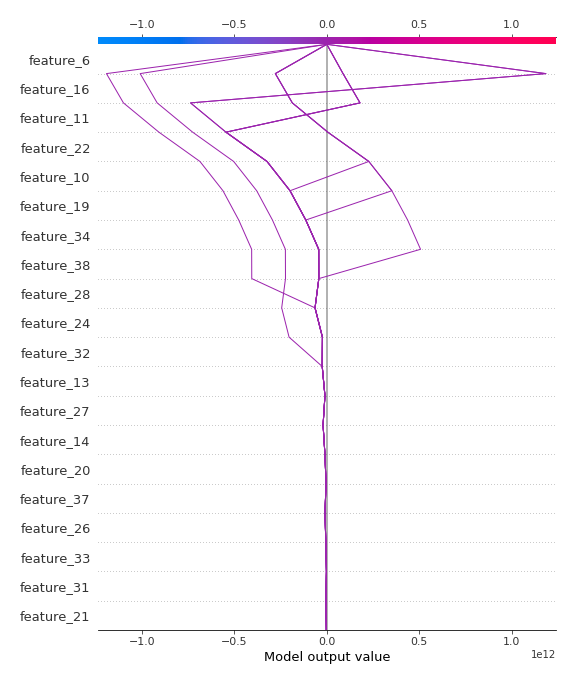 −1.0 −0.5 0.0 0.5 1.0
feature_6
feature_16
feature_11
feature_22
feature_10
feature_19
feature_34
feature_38
feature_28
feature_24
feature_32
feature_13
feature_27
feature_14
feature_20
feature_37
feature_26
feature_33
feature_31
feature_21
−1.0 −0.5 0.0 0.5 1.0
Model output value 1e12